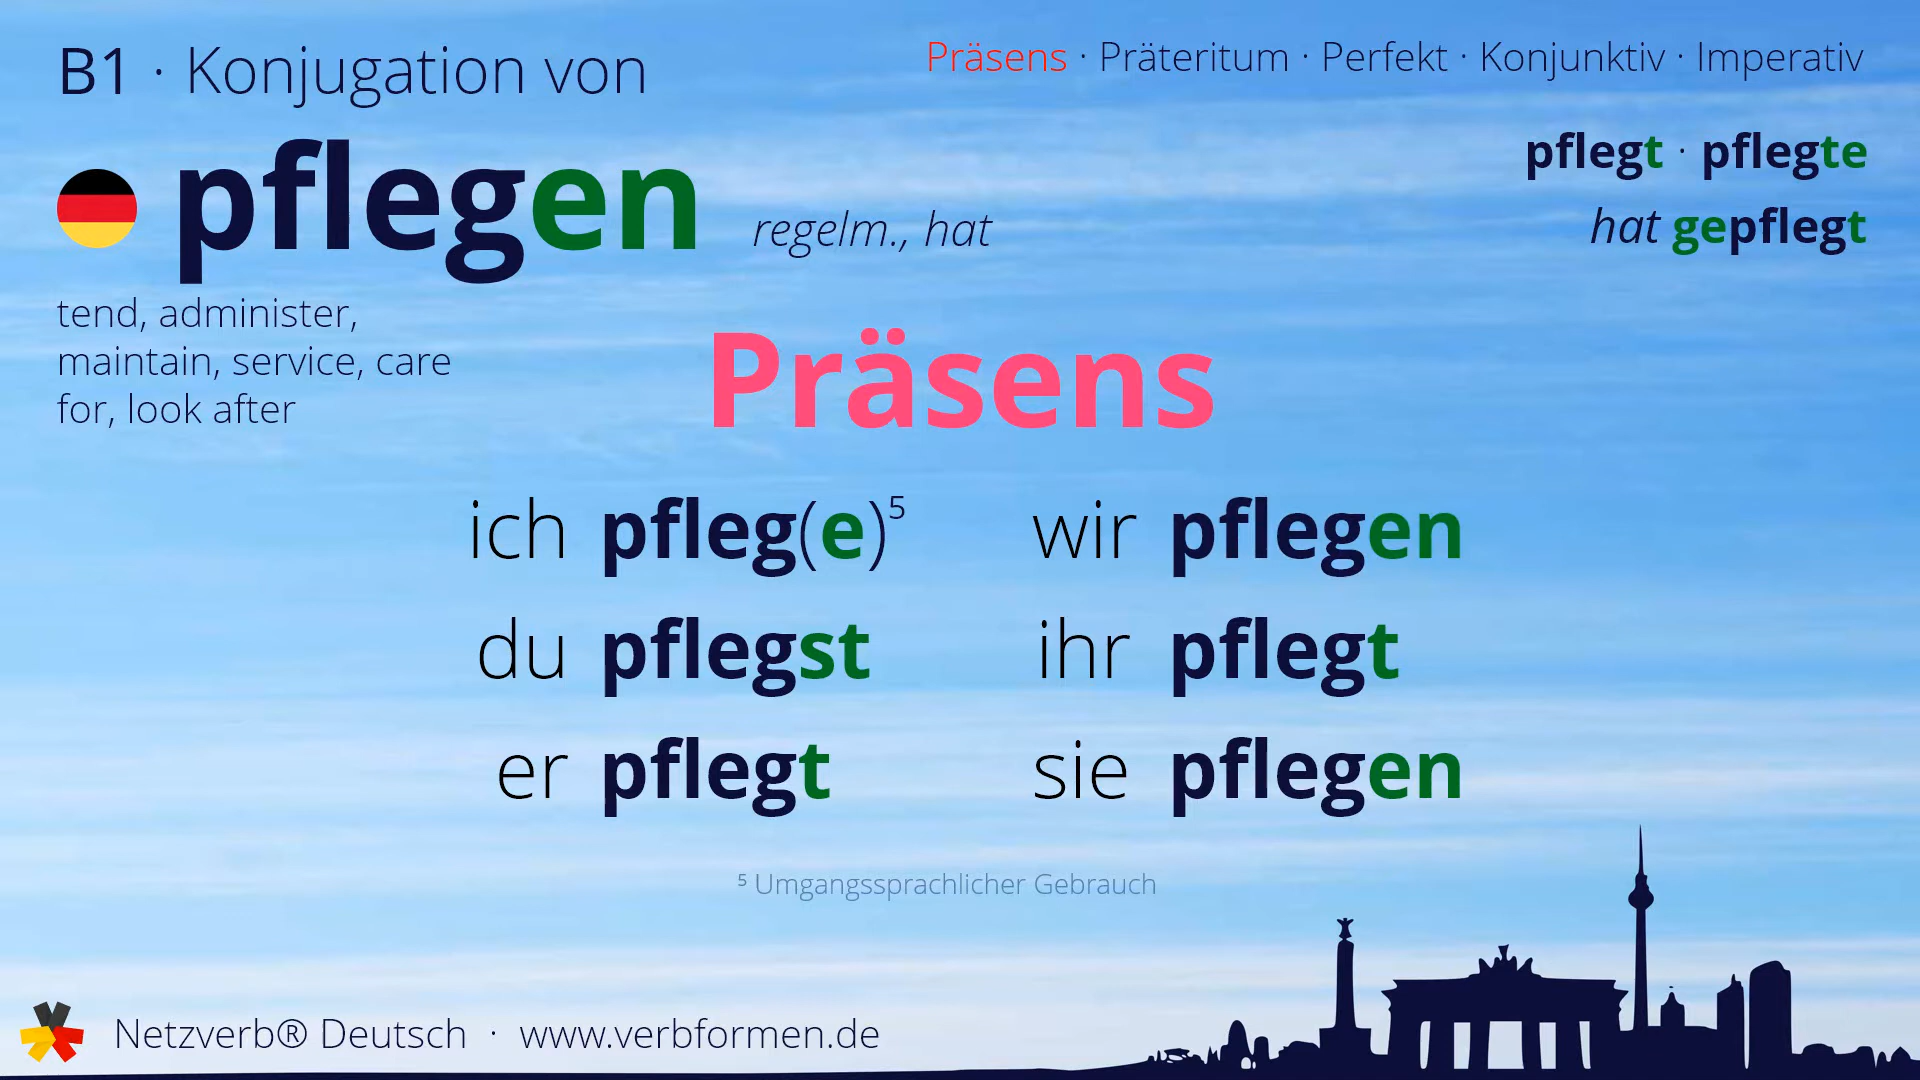 B1 · Konjugation von
Präsens · Präteritum · Perfekt · Konjunktiv · Imperativ
pflegen regelm., hat
pflegt · pflegte
hat gepflegt
tend, administer,
maintain, service, care
for, look after
Präsens
ich pfleg(e)⁵
du pflegst
er pflegt
wir pflegen
ihr pflegt
sie pflegen
⁵ Umgangssprachlicher Gebrauch
Netzverb® Deutsch · www.verbformen.de